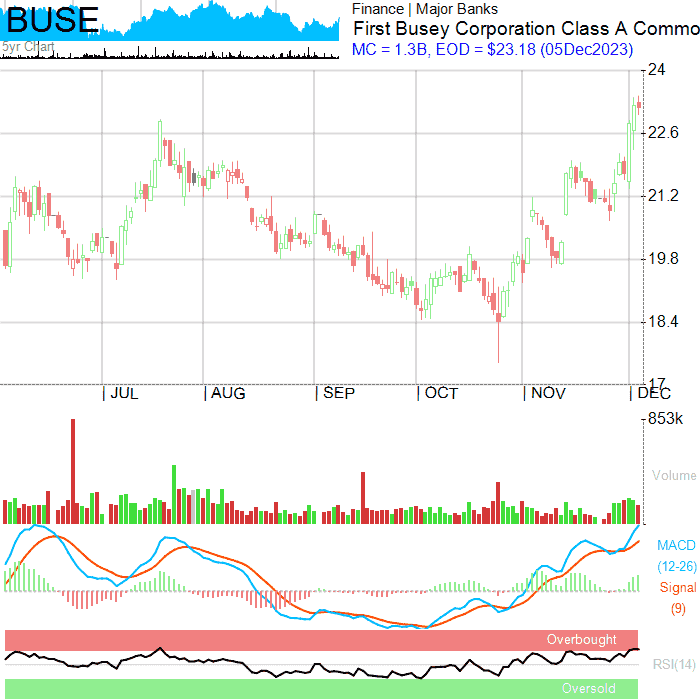 BUSE
5yr Chart
Finance | Major Banks
First Busey Corporation Class A Commo
MC = 1.3B, EOD = $23.18 (05Dec2023)
24
22.6
21.2
19.8
18.4
17
| JUL | AUG | SEP | OCT | NOV | DEC
853k
Volume
MACD
(12-26)
Signal
(9)
Overbought
RSI(14)
Oversold